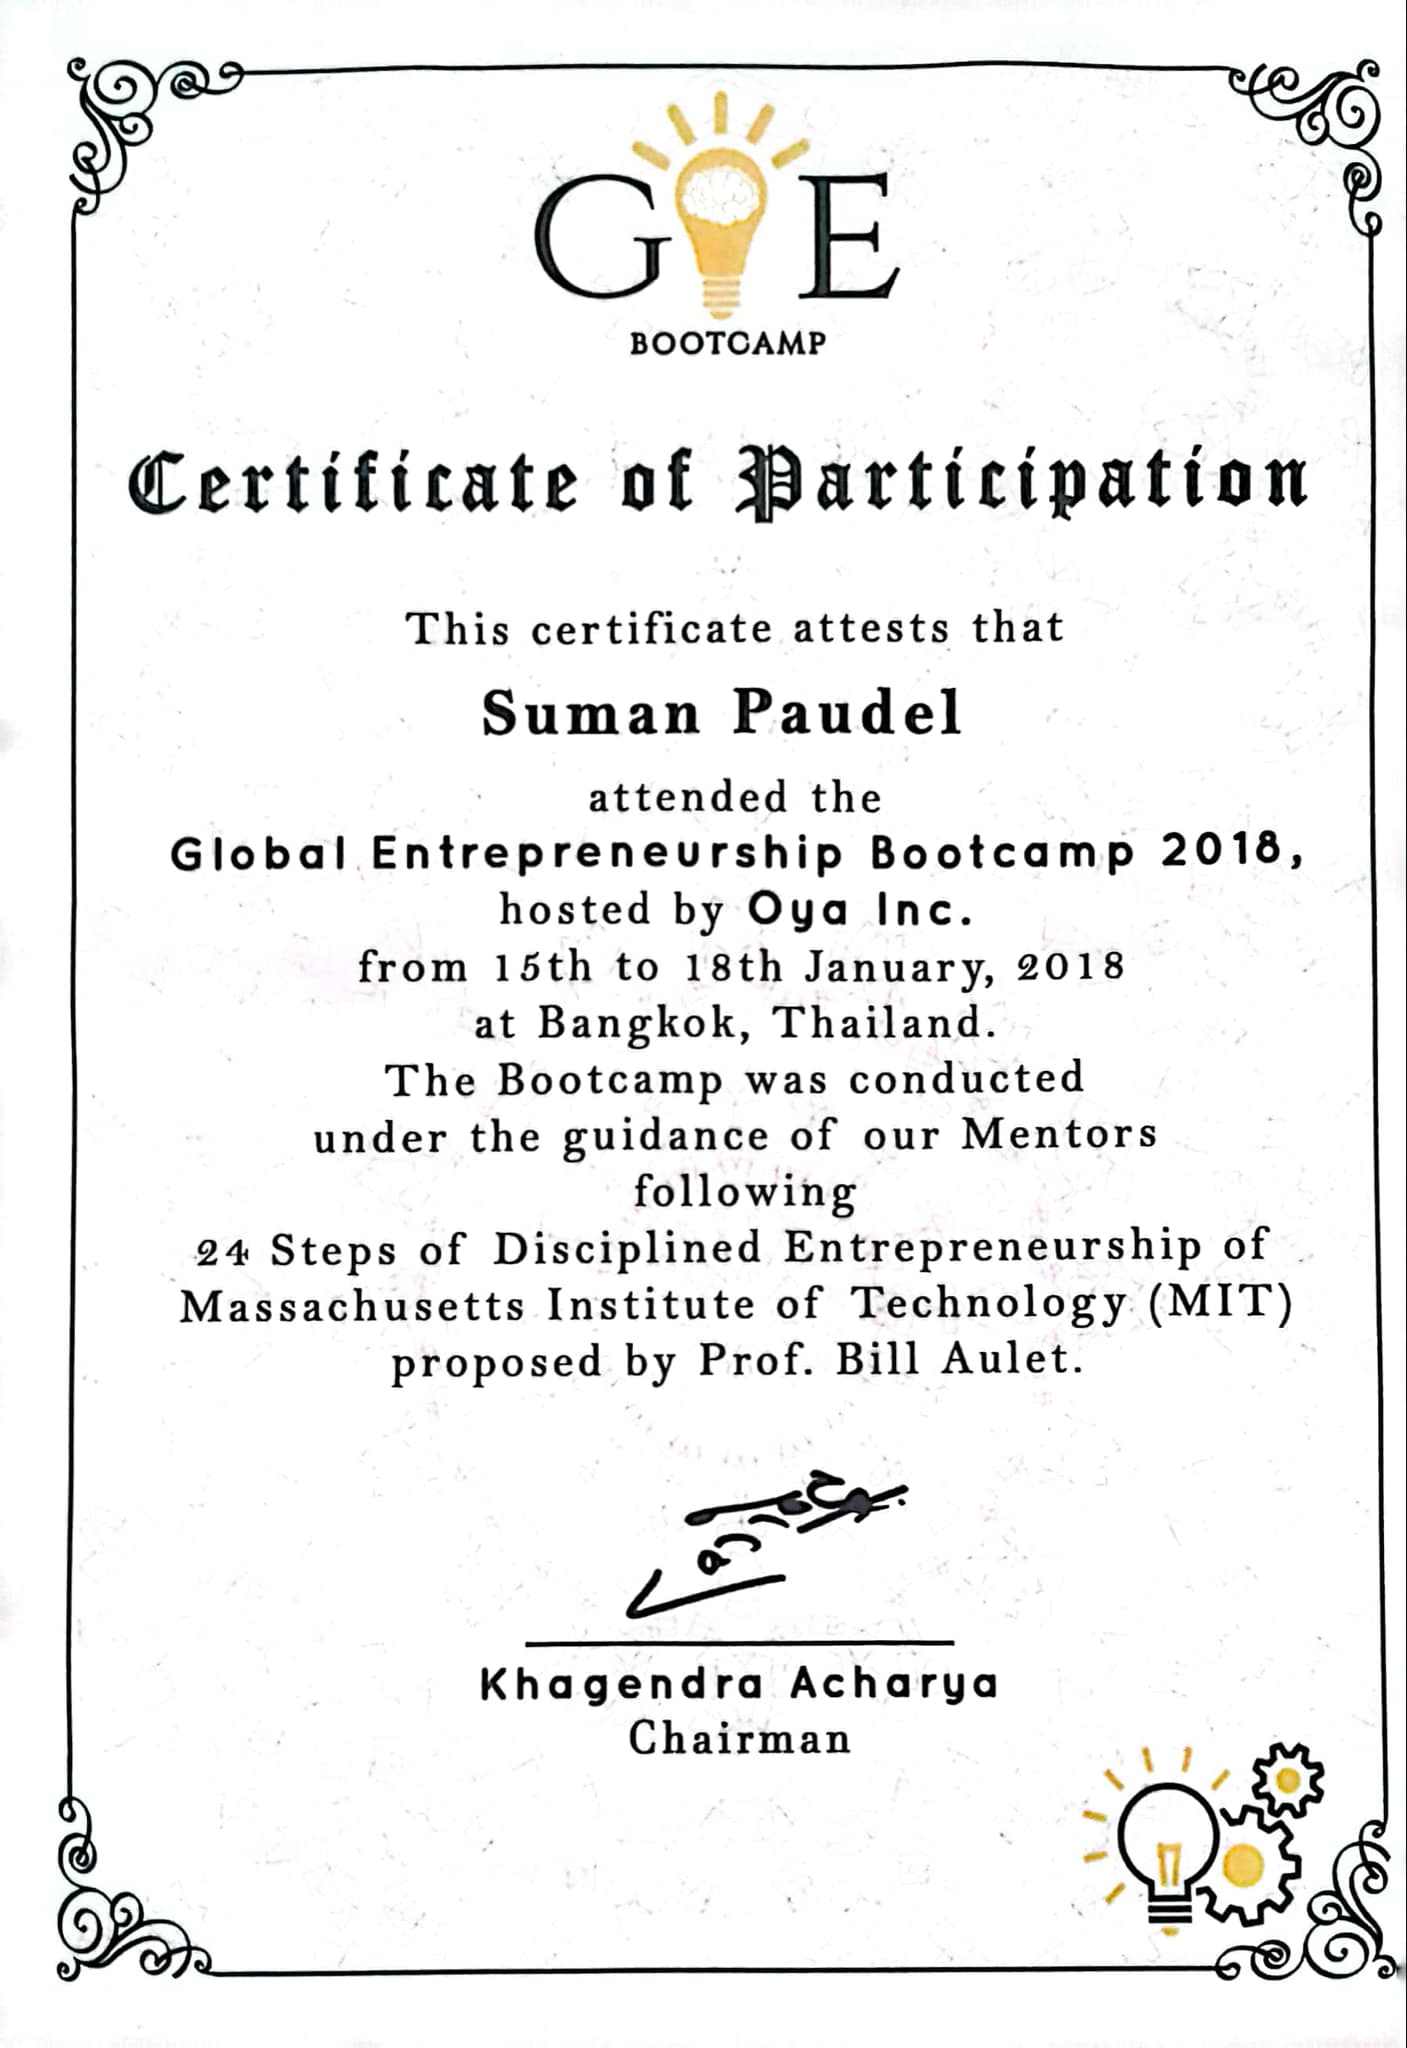 G E
BOOTCAMP
Certificate of Participation
This certificate attests that
Suman Paudel
attended the
Global Entrepreneurship Bootcamp 2018,
hosted by Oya Inc.
from 15th to 18th January, 2018
at Bangkok, Thailand.
The Bootcamp was conducted
under the guidance of our Mentors
following
24 Steps of Disciplined Entrepreneurship of
Massachusetts Institute of Technology (MIT)
proposed by Prof. Bill Aulet.
Khagendra Acharya
Chairman